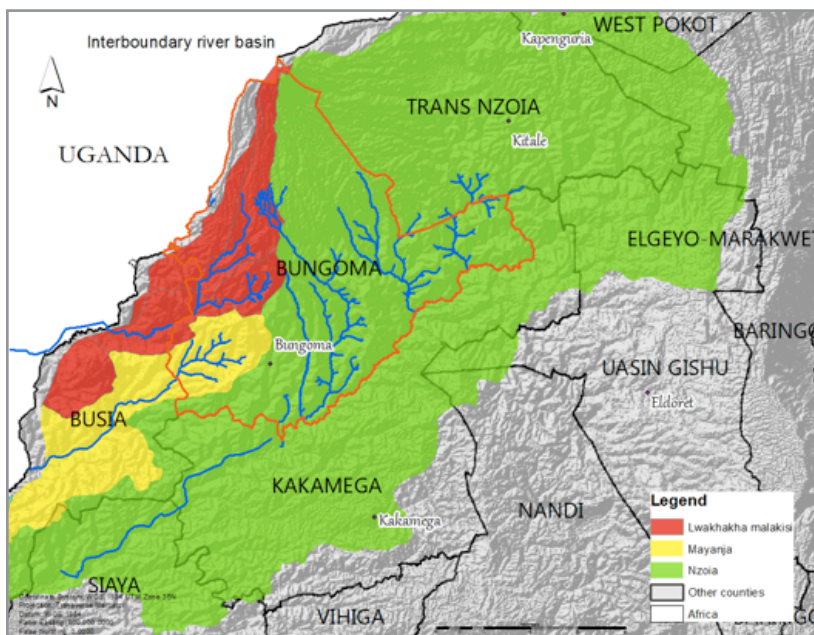 Interboundary river basin
WEST POKOT
Kapenguria
N
TRANS NZOIA
Kitale
UGANDA
ELGEYO-MARAKWET
BUNGOMA
BARINGO
Bungoma
UASIN GISHU
Eldoret
BUSIA
KAKAMEGA
Kakamega
NANDI
SIAYA
VIHIGA
Legend
Lwakhakha malakisi
Mayanja
Nzoia
Other counties
Africa